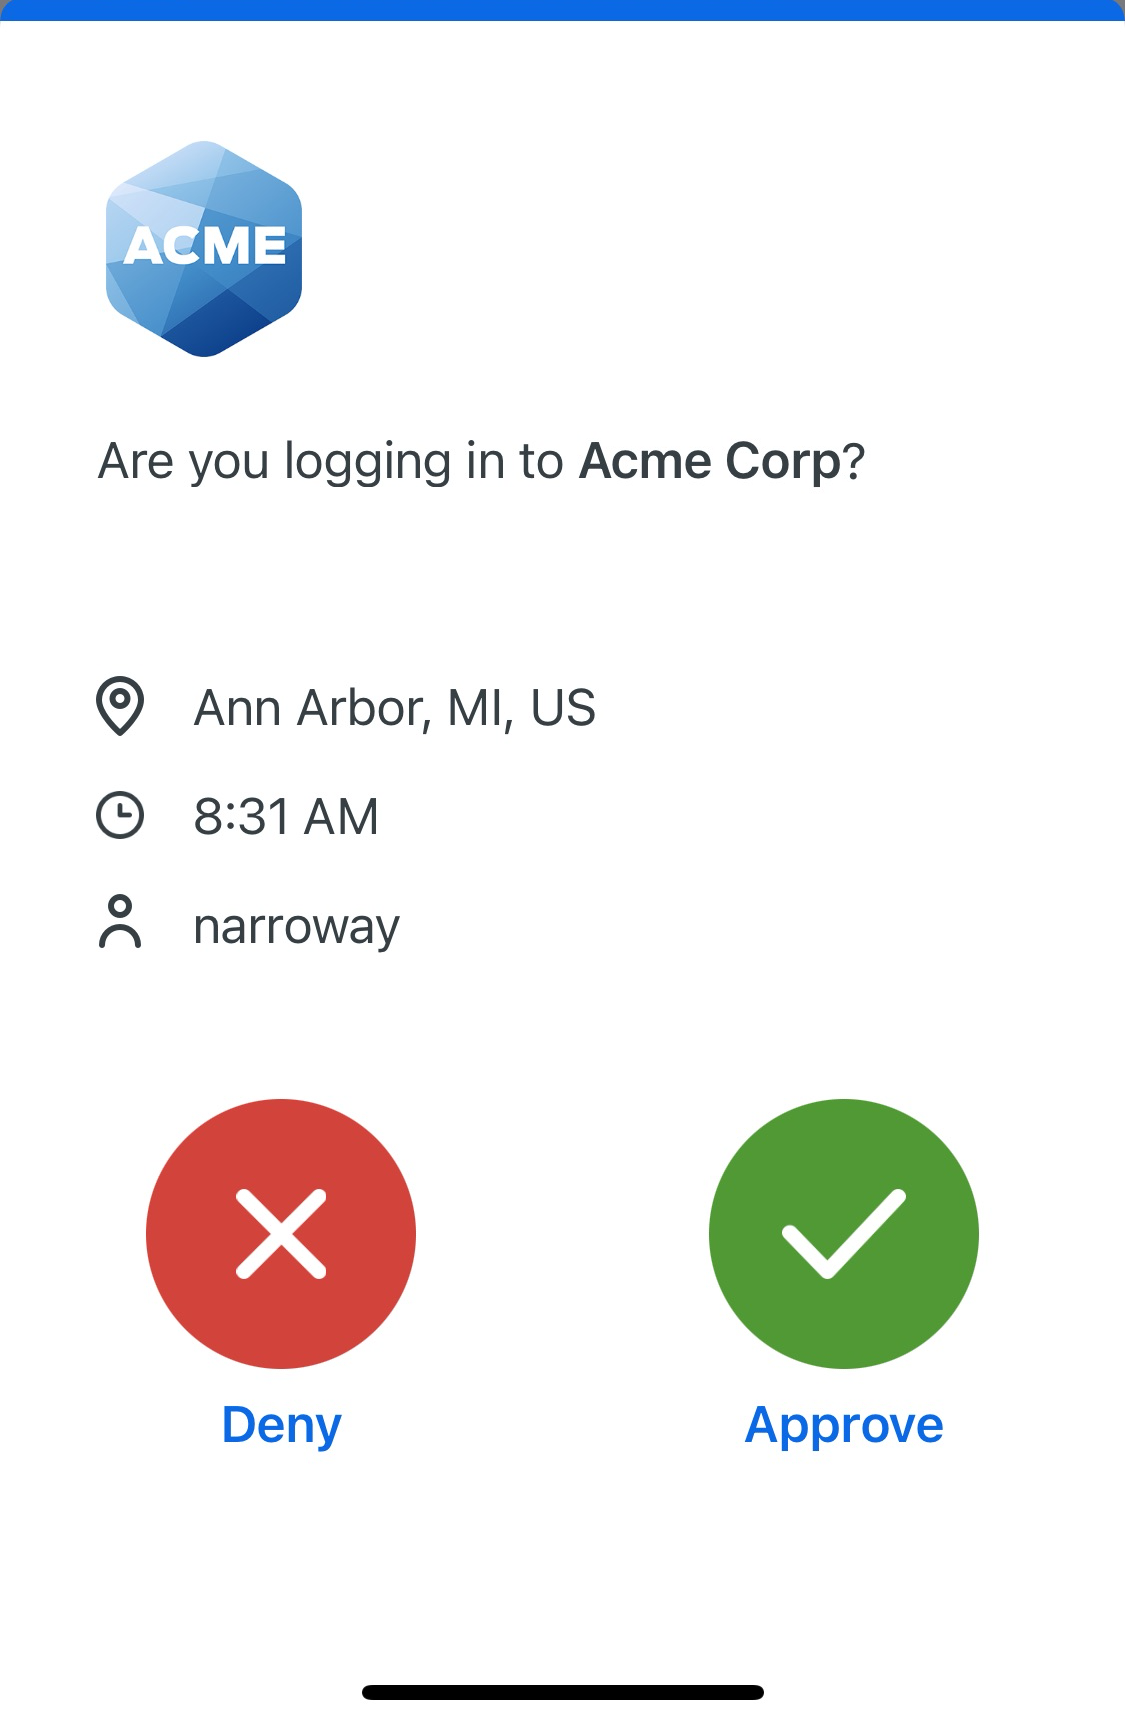 ACME
Are you logging in to Acme Corp?
Ann Arbor, MI, US
8:31 AM
narroway
Deny
Approve